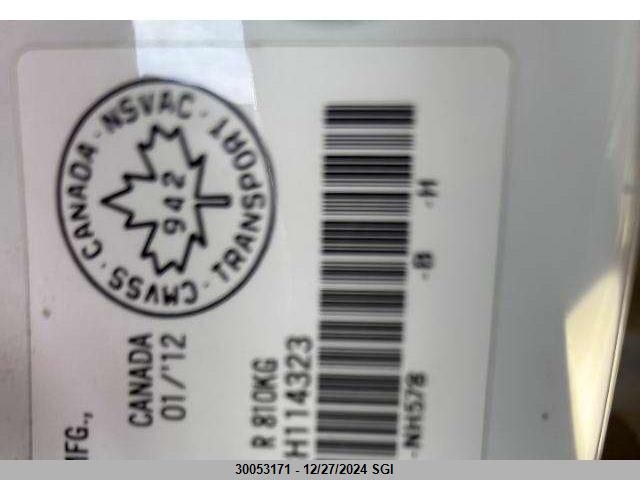 CMVSS · CANADA · NSVAC · TRANSPORT
942
MFG., CANADA
01/'12
R 810KG
H114323
-NH578 -B -H
30053171 - 12/27/2024 SGI